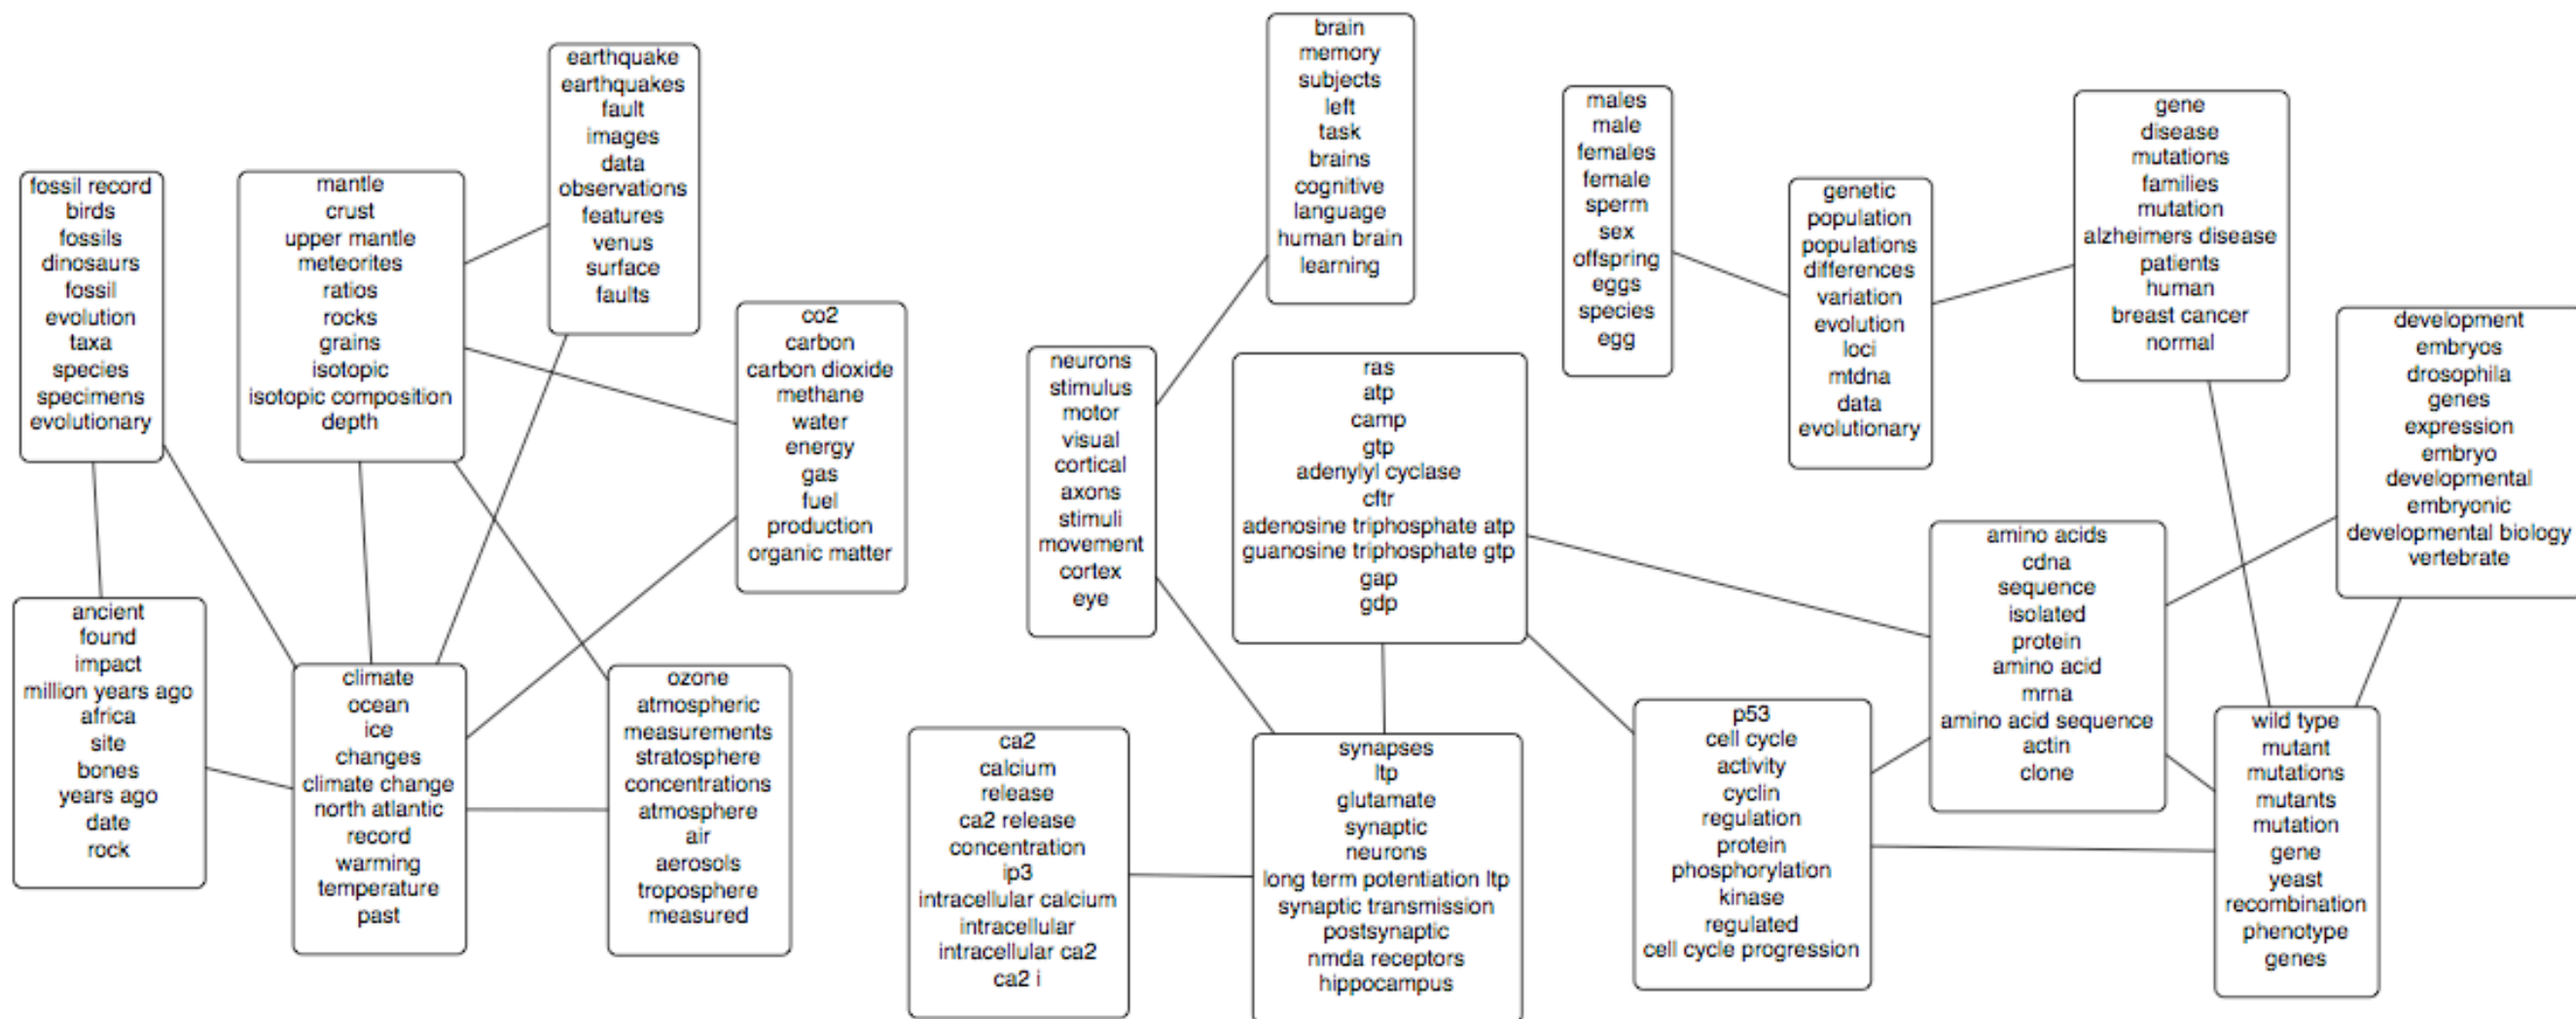 fossil record
birds
fossils
dinosaurs
fossil
evolution
taxa
species
specimens
evolutionary
mantle
crust
upper mantle
meteorites
ratios
rocks
grains
isotopic
isotopic composition
depth
earthquake
earthquakes
fault
images
data
observations
features
venus
surface
faults
co2
carbon
carbon dioxide
methane
water
energy
gas
fuel
production
organic matter
ancient
found
impact
million years ago
africa
site
bones
years ago
date
rock
climate
ocean
ice
changes
climate change
north atlantic
record
warming
temperature
past
ozone
atmospheric
measurements
stratosphere
concentrations
atmosphere
air
aerosols
troposphere
measured
brain
memory
subjects
left
task
brains
cognitive
language
human brain
learning
neurons
stimulus
motor
visual
cortical
axons
stimuli
movement
cortex
eye
ras
atp
camp
gtp
adenylyl cyclase
cftr
adenosine triphosphate atp
guanosine triphosphate gtp
gap
gdp
ca2
calcium
release
ca2 release
concentration
ip3
intracellular calcium
intracellular
intracellular ca2
ca2 i
synapses
ltp
glutamate
synaptic
neurons
long term potentiation ltp
synaptic transmission
postsynaptic
nmda receptors
hippocampus
males
male
females
female
sperm
sex
offspring
eggs
species
egg
genetic
population
populations
differences
variation
evolution
loci
mtdna
data
evolutionary
gene
disease
mutations
families
mutation
alzheimers disease
patients
human
breast cancer
normal
development
embryos
drosophila
genes
expression
embryo
developmental
embryonic
developmental biology
vertebrate
amino acids
cdna
sequence
isolated
protein
amino acid
mrna
amino acid sequence
actin
clone
p53
cell cycle
activity
cyclin
regulation
protein
phosphorylation
kinase
regulated
cell cycle progression
wild type
mutant
mutations
mutants
mutation
gene
yeast
recombination
phenotype
genes